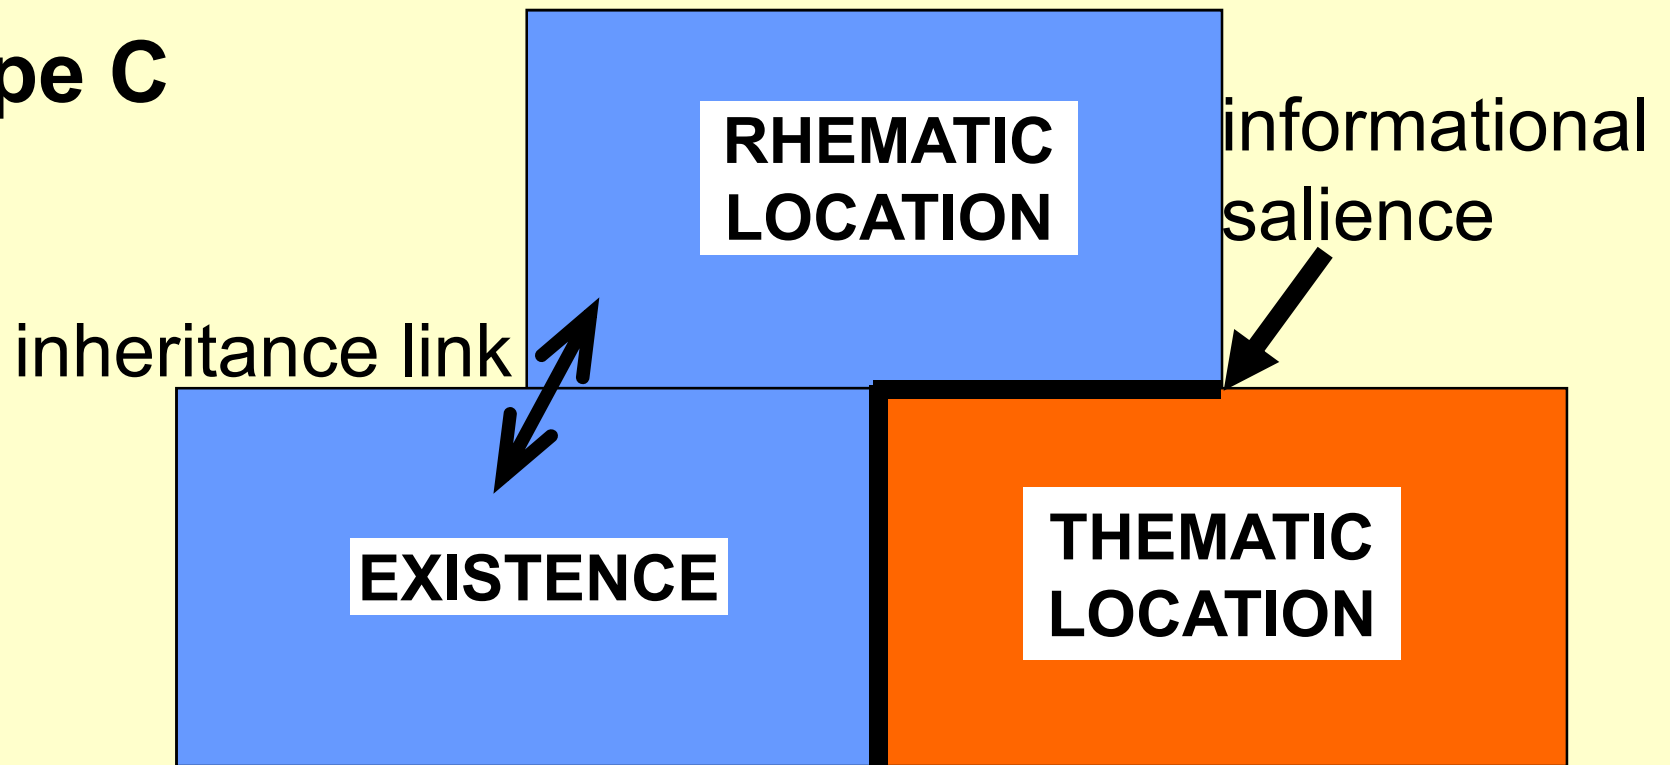 pe C
RHEMATIC
LOCATION
informational
salience
inheritance link
EXISTENCE
THEMATIC
LOCATION